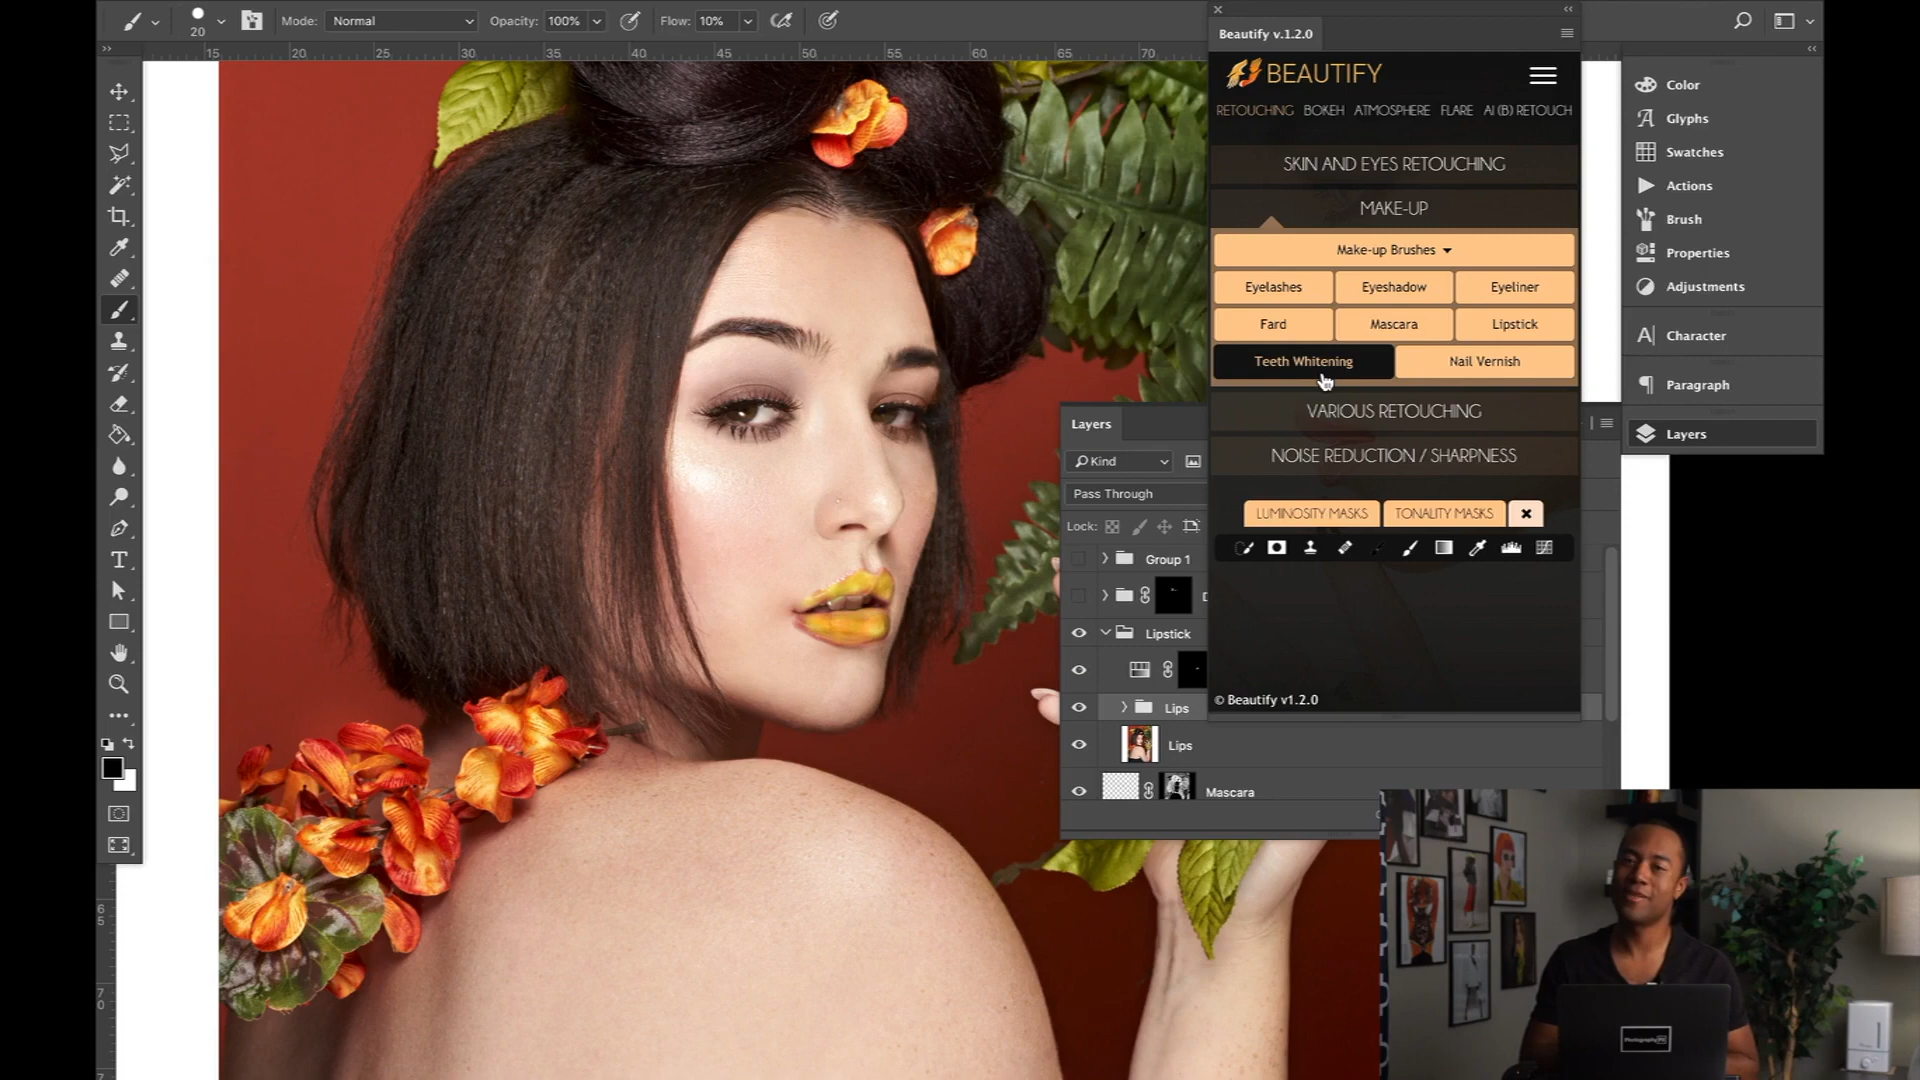 20
Mode: Normal
Opacity: 100%
Flow: 10%
15 20 25 30 35 40 45 50 55 60 65 70
Beautify v.1.2.0
BEAUTIFY
RETOUCHING BOKEH ATMOSPHERE FLARE AI (B) RETOUCH
SKIN AND EYES RETOUCHING
MAKE-UP
Make-up Brushes
Eyelashes Eyeshadow Eyeliner
Fard Mascara Lipstick
Teeth Whitening Nail Vernish
VARIOUS RETOUCHING
NOISE REDUCTION / SHARPNESS
LUMINOSITY MASKS TONALITY MASKS
© Beautify v1.2.0
Color
Glyphs
Swatches
Actions
Brush
Properties
Adjustments
Character
Paragraph
Layers
Layers
Kind
Pass Through
Lock:
Group 1
Lipstick
Lips
Lips
Mascara
6
5
7
0